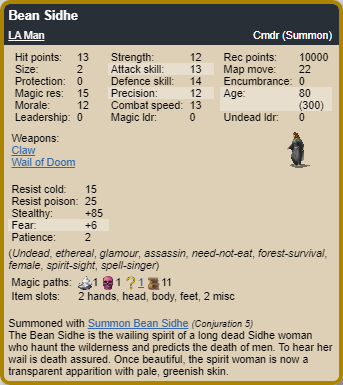 Bean Sidhe
LA Man Cmdr (Summon)
Hit points: 13 Strength: 12 Rec points: 10000
Size: 2 Attack skill: 13 Map move: 22
Protection: 0 Defence skill: 14 Encumbrance: 0
Magic res: 15 Precision: 12 Age: 80
Morale: 12 Combat speed: 13 (300)
Leadership: 0 Magic ldr: 0 Undead ldr: 0
Weapons:
Claw
Wail of Doom
Resist cold: 15
Resist poison: 25
Stealthy: +85
Fear: +6
Patience: 2
(Undead, ethereal, glamour, assassin, need-not-eat, forest-survival,
female, spirit-sight, spell-singer)
Magic paths: 1 1 ?1 11
Item slots: 2 hands, head, body, feet, 2 misc
Summoned with Summon Bean Sidhe (Conjuration 5)
The Bean Sidhe is the wailing spirit of a long dead Sidhe woman
who haunt the wilderness and predicts the death of men. To hear
her wail is death assured. Once beautiful, the spirit woman is now a
transparent apparition with pale, greenish skin.